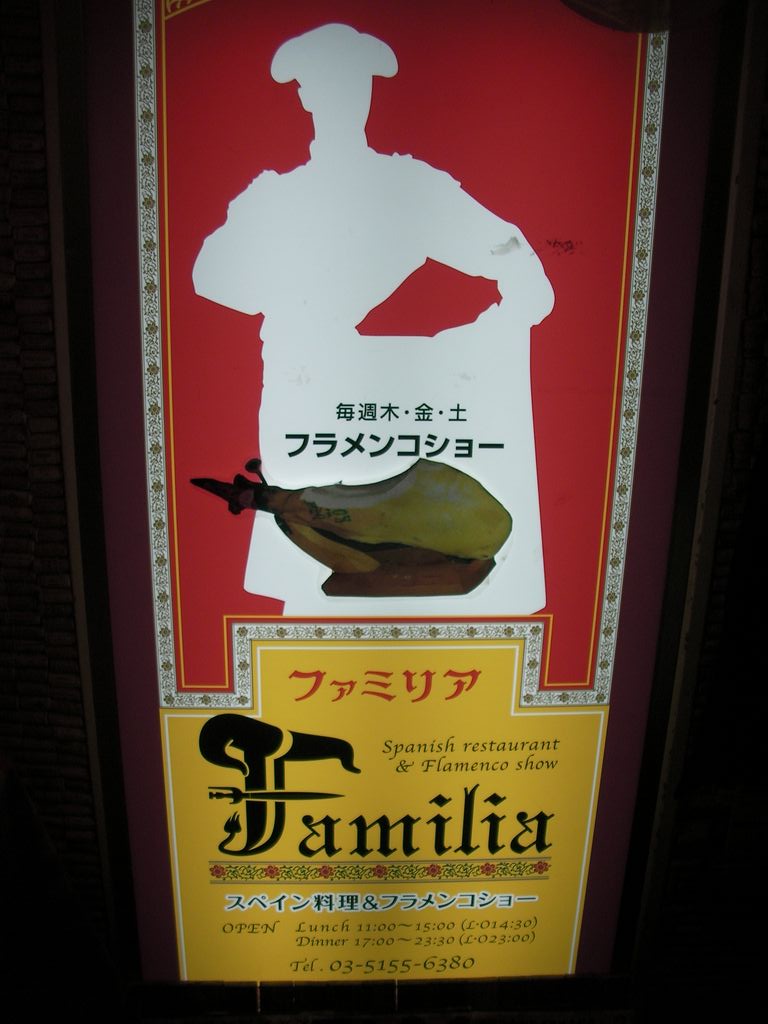 毎週木・金・土
フラメンコショー
ファミリア
Spanish restaurant
& Flamenco show
Familia
スペイン料理&フラメンコショー
OPEN Lunch 11:00～15:00 (L・O14:30)
Dinner 17:00～23:30 (L・O23:00)
Tel. 03-5155-6380